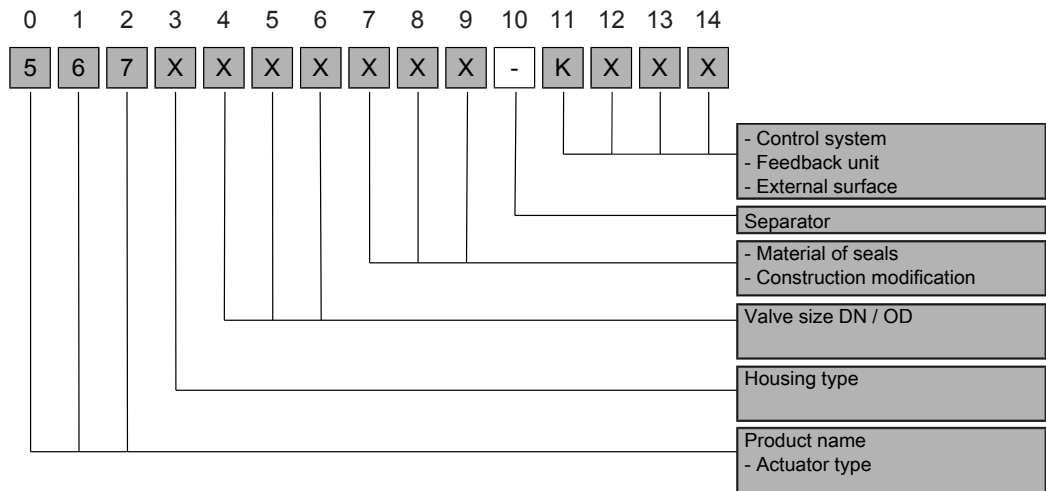 0 1 2 3 4 5 6 7 8 9 10 11 12 13 14
5 6 7 X X X X X X X - K X X X
- Control system
- Feedback unit
- External surface
Separator
- Material of seals
- Construction modification
Valve size DN / OD
Housing type
Product name
- Actuator type